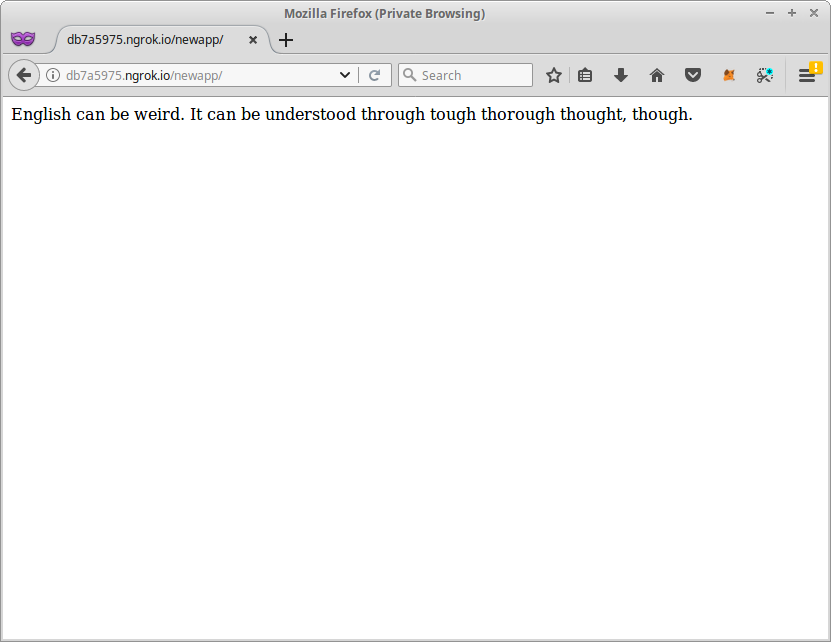 Mozilla Firefox (Private Browsing)
db7a5975.ngrok.io/newapp/
db7a5975.ngrok.io/newapp/
Search
English can be weird. It can be understood through tough thorough thought, though.